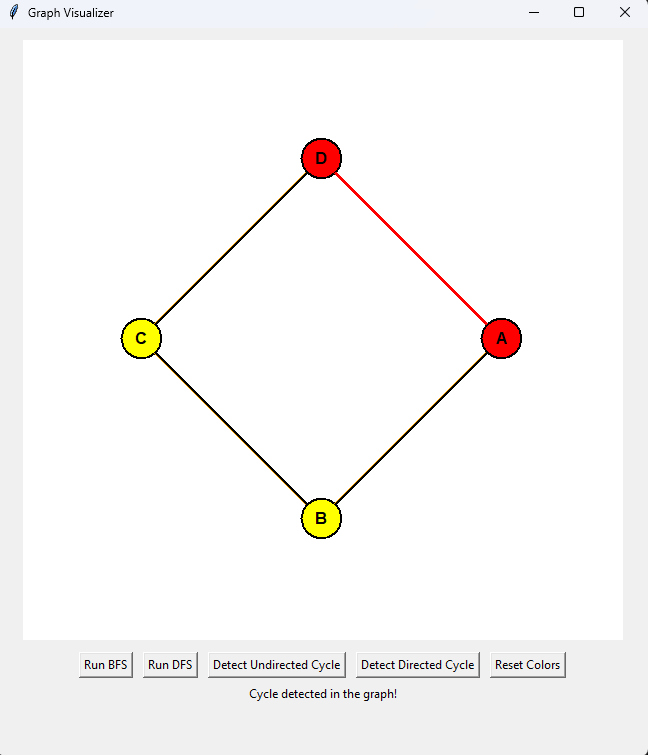 Graph Visualizer
D
C
A
B
Run BFS
Run DFS
Detect Undirected Cycle
Detect Directed Cycle
Reset Colors
Cycle detected in the graph!